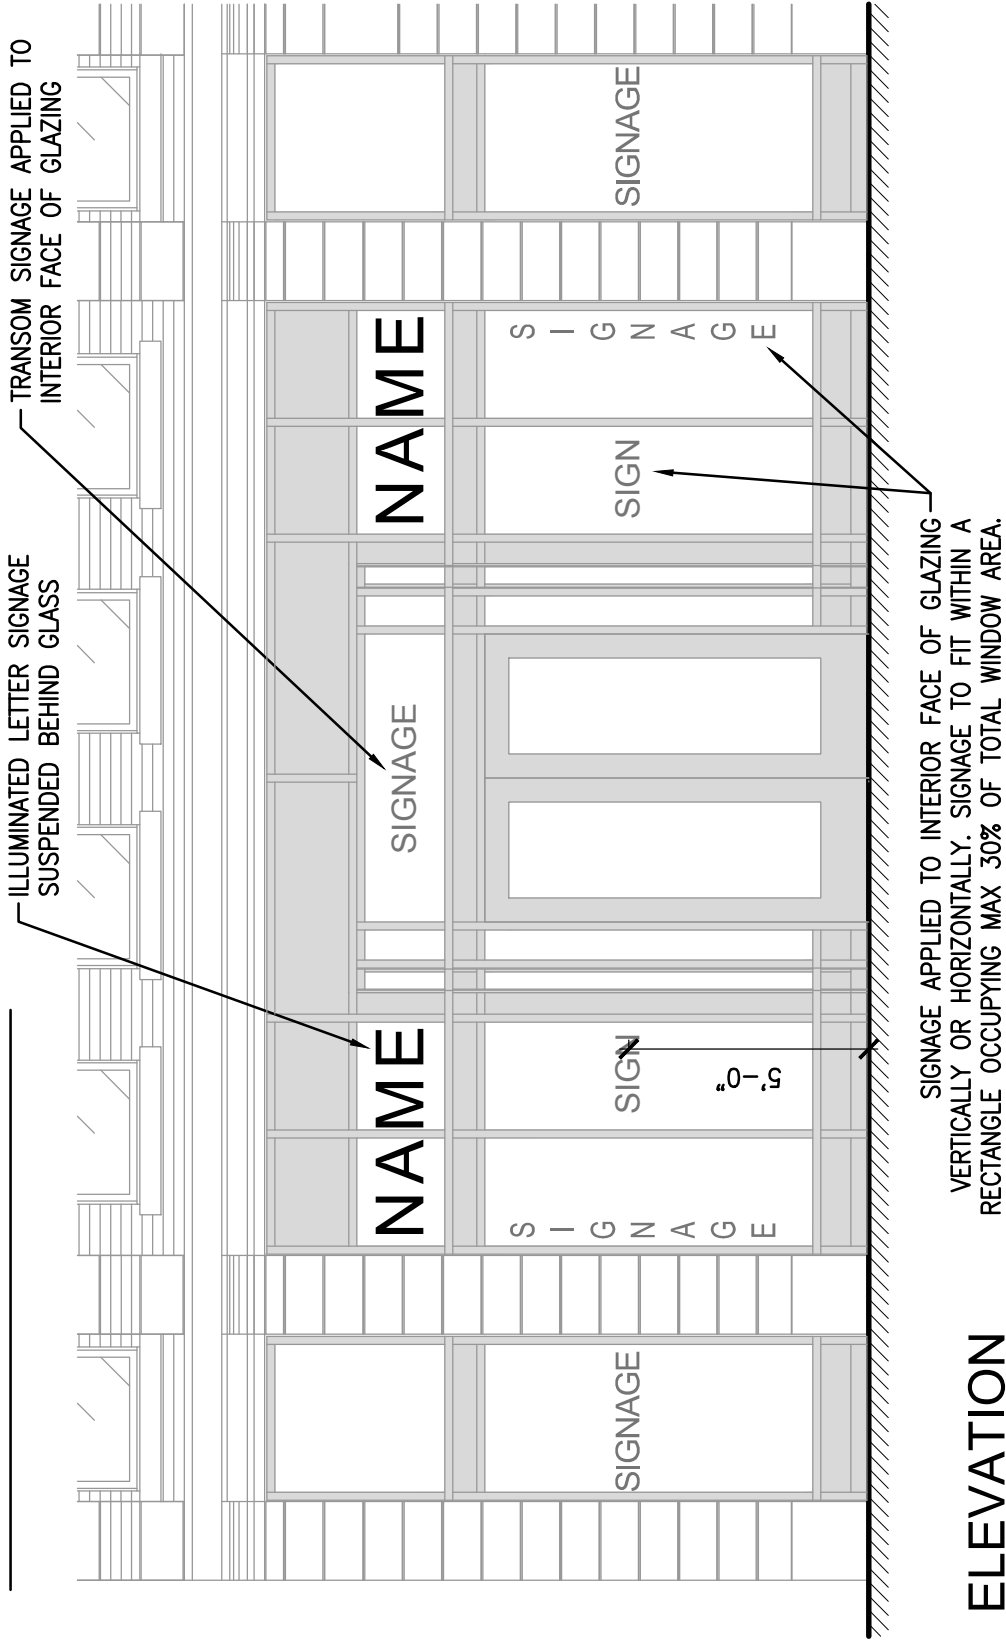 ILLUMINATED LETTER SIGNAGE
SUSPENDED BEHIND GLASS
TRANSOM SIGNAGE APPLIED TO
INTERIOR FACE OF GLAZING
NAME
SIGNAGE
NAME
SIGNAGE
SIGNAGE
SIGN
5'-0"
SIGN
SIGNAGE
SIGNAGE
SIGNAGE APPLIED TO INTERIOR FACE OF GLAZING
VERTICALLY OR HORIZONTALLY. SIGNAGE TO FIT WITHIN A
RECTANGLE OCCUPYING MAX 30% OF TOTAL WINDOW AREA.
ELEVATION